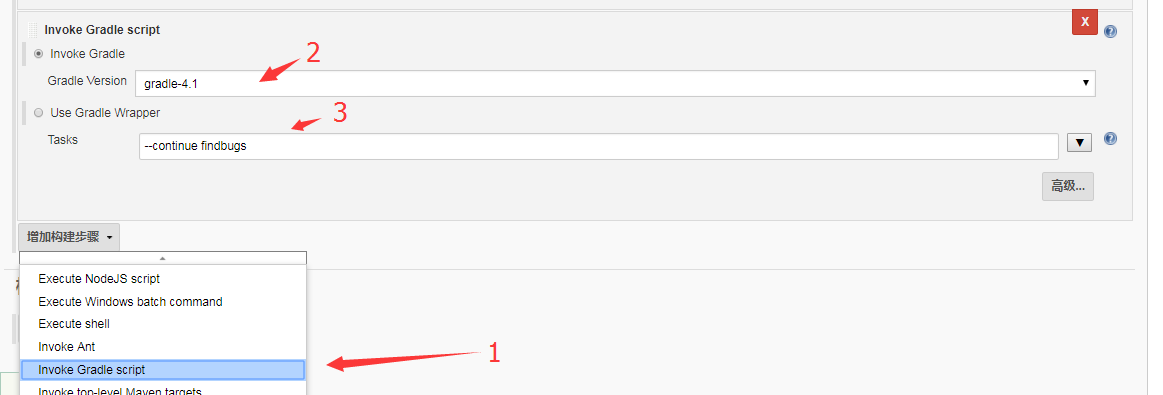 Invoke Gradle script
X
Invoke Gradle
2
Gradle Version
gradle-4.1
Use Gradle Wrapper
3
Tasks
--continue findbugs
高级...
增加构建步骤
Execute NodeJS script
Execute Windows batch command
Execute shell
Invoke Ant
1
Invoke Gradle script
Invoke top-level Maven targets